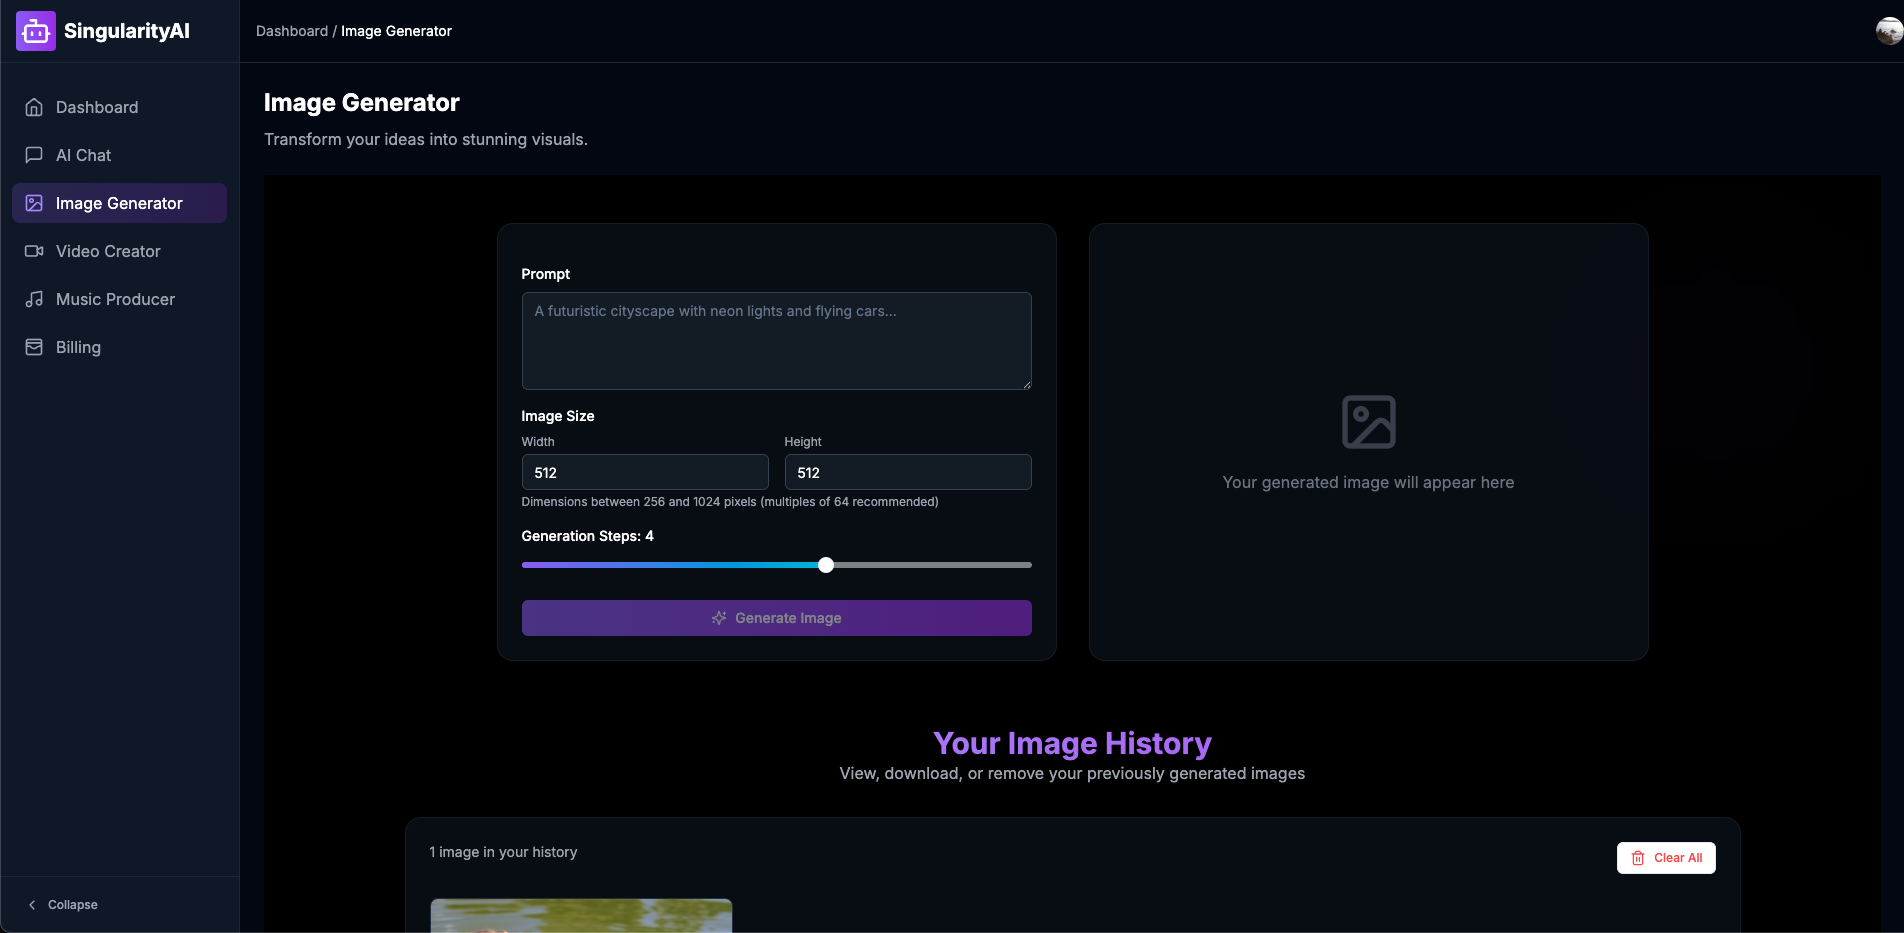 SingularityAI
Dashboard / Image Generator
Dashboard
AI Chat
Image Generator
Video Creator
Music Producer
Billing
Collapse
Image Generator
Transform your ideas into stunning visuals.
Prompt
A futuristic cityscape with neon lights and flying cars...
Image Size
Width
Height
512
512
Dimensions between 256 and 1024 pixels (multiples of 64 recommended)
Generation Steps: 4
Generate Image
Your generated image will appear here
Your Image History
View, download, or remove your previously generated images
1 image in your history
Clear All